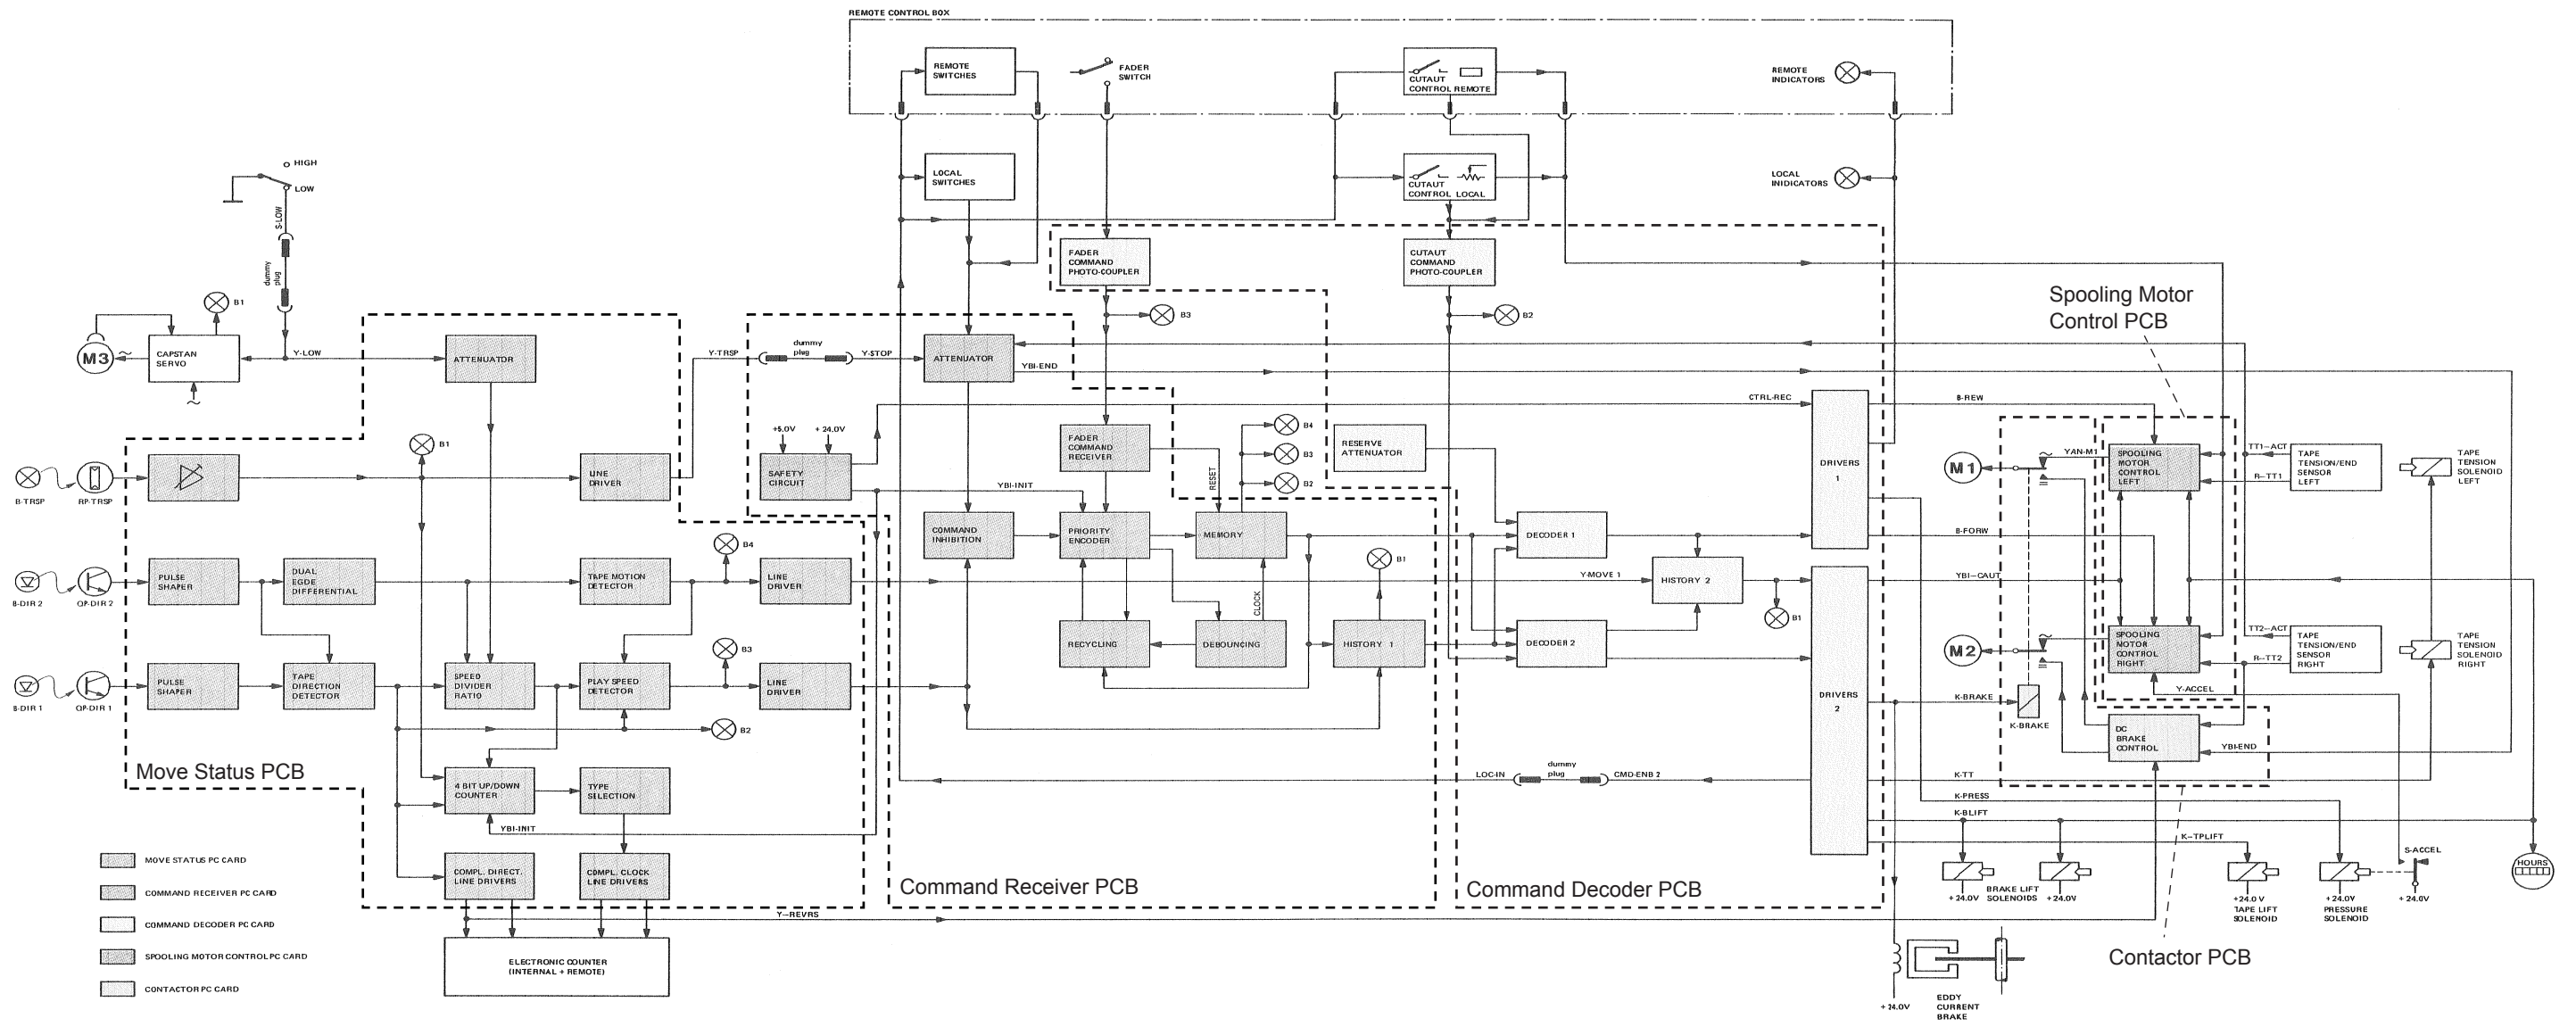 REMOTE CONTROL BOX
REMOTE
SWITCHES
FADER
SWITCH
CUTAUT
CONTROL REMOTE
REMOTE
INDICATORS
HIGH
LOW
S-LOW
dummy
plug
LOCAL
SWITCHES
CUTAUT
CONTROL LOCAL
LOCAL
INIDICATORS
FADER
COMMAND
PHOTO-COUPLER
CUTAUT
COMMAND
PHOTO-COUPLER
B1
B3
B2
Spooling Motor
Control PCB
M3
CAPSTAN
SERVO
Y-LOW
ATTENUATOR
Y-TRSP
dummy
plug
Y-STOP
ATTENUATOR
YBI-END
CTRL-REC
B-REW
B1
+5.0V
+ 24.0V
B-TRSP
RP-TRSP
LINE
DRIVER
SAFETY
CIRCUIT
FADER
COMMAND
RECEIVER
RESET
B4
B3
B2
RESERVE
ATTENUATOR
DRIVERS
1
M1
YAN-M1
SPOOLING
MOTOR
CONTROL
LEFT
TT1-ACT
R-TT1
TAPE
TENSION/END
SENSOR
LEFT
TAPE
TENSION
SOLENOID
LEFT
YBI-INIT
COMMAND
INHIBITION
PRIORITY
ENCODER
MEMORY
DECODER 1
B-FORW
B4
B1
B-DIR 2
QP-DIR 2
PULSE
SHAPER
DUAL
EGDE
DIFFERENTIAL
TAPE MOTION
DETECTOR
LINE
DRIVER
Y-MOVE 1
HISTORY 2
YBI-CAUT
CLOCK
B1
B3
RECYCLING
DEBOUNCING
HISTORY 1
DECODER 2
M2
SPOOLING
MOTOR
CONTROL
RIGHT
TT2-ACT
R-TT2
TAPE
TENSION/END
SENSOR
RIGHT
TAPE
TENSION
SOLENOID
RIGHT
B-DIR 1
QP-DIR 1
PULSE
SHAPER
TAPE
DIRECTION
DETECTOR
SPEED
DIVIDER
RATIO
PLAY SPEED
DETECTOR
LINE
DRIVER
B2
DRIVERS
2
K-BRAKE
K-BRAKE
Y-ACCEL
DC
BRAKE
CONTROL
YBI-END
Move Status PCB
4 BIT UP/DOWN
COUNTER
TYPE
SELECTION
YBI-INIT
LOC-IN
dummy
plug
CMD-ENB 2
K-TT
K-PRESS
K-BLIFT
K-TPLIFT
S-ACCEL
HOURS
MOVE STATUS PC CARD
COMMAND RECEIVER PC CARD
COMMAND DECODER PC CARD
SPOOLING MOTOR CONTROL PC CARD
CONTACTOR PC CARD
COMPL. DIRECT.
LINE DRIVERS
COMPL. CLOCK
LINE DRIVERS
Command Receiver PCB
Command Decoder PCB
+ 24.0V
BRAKE LIFT
SOLENOIDS
+ 24.0V
+ 24.0 V
TAPE LIFT
SOLENOID
+ 24.0V
PRESSURE
SOLENOID
+ 24.0V
Y-REVRS
ELECTRONIC COUNTER
(INTERNAL + REMOTE)
Contactor PCB
+ 24.0V
EDDY
CURRENT
BRAKE